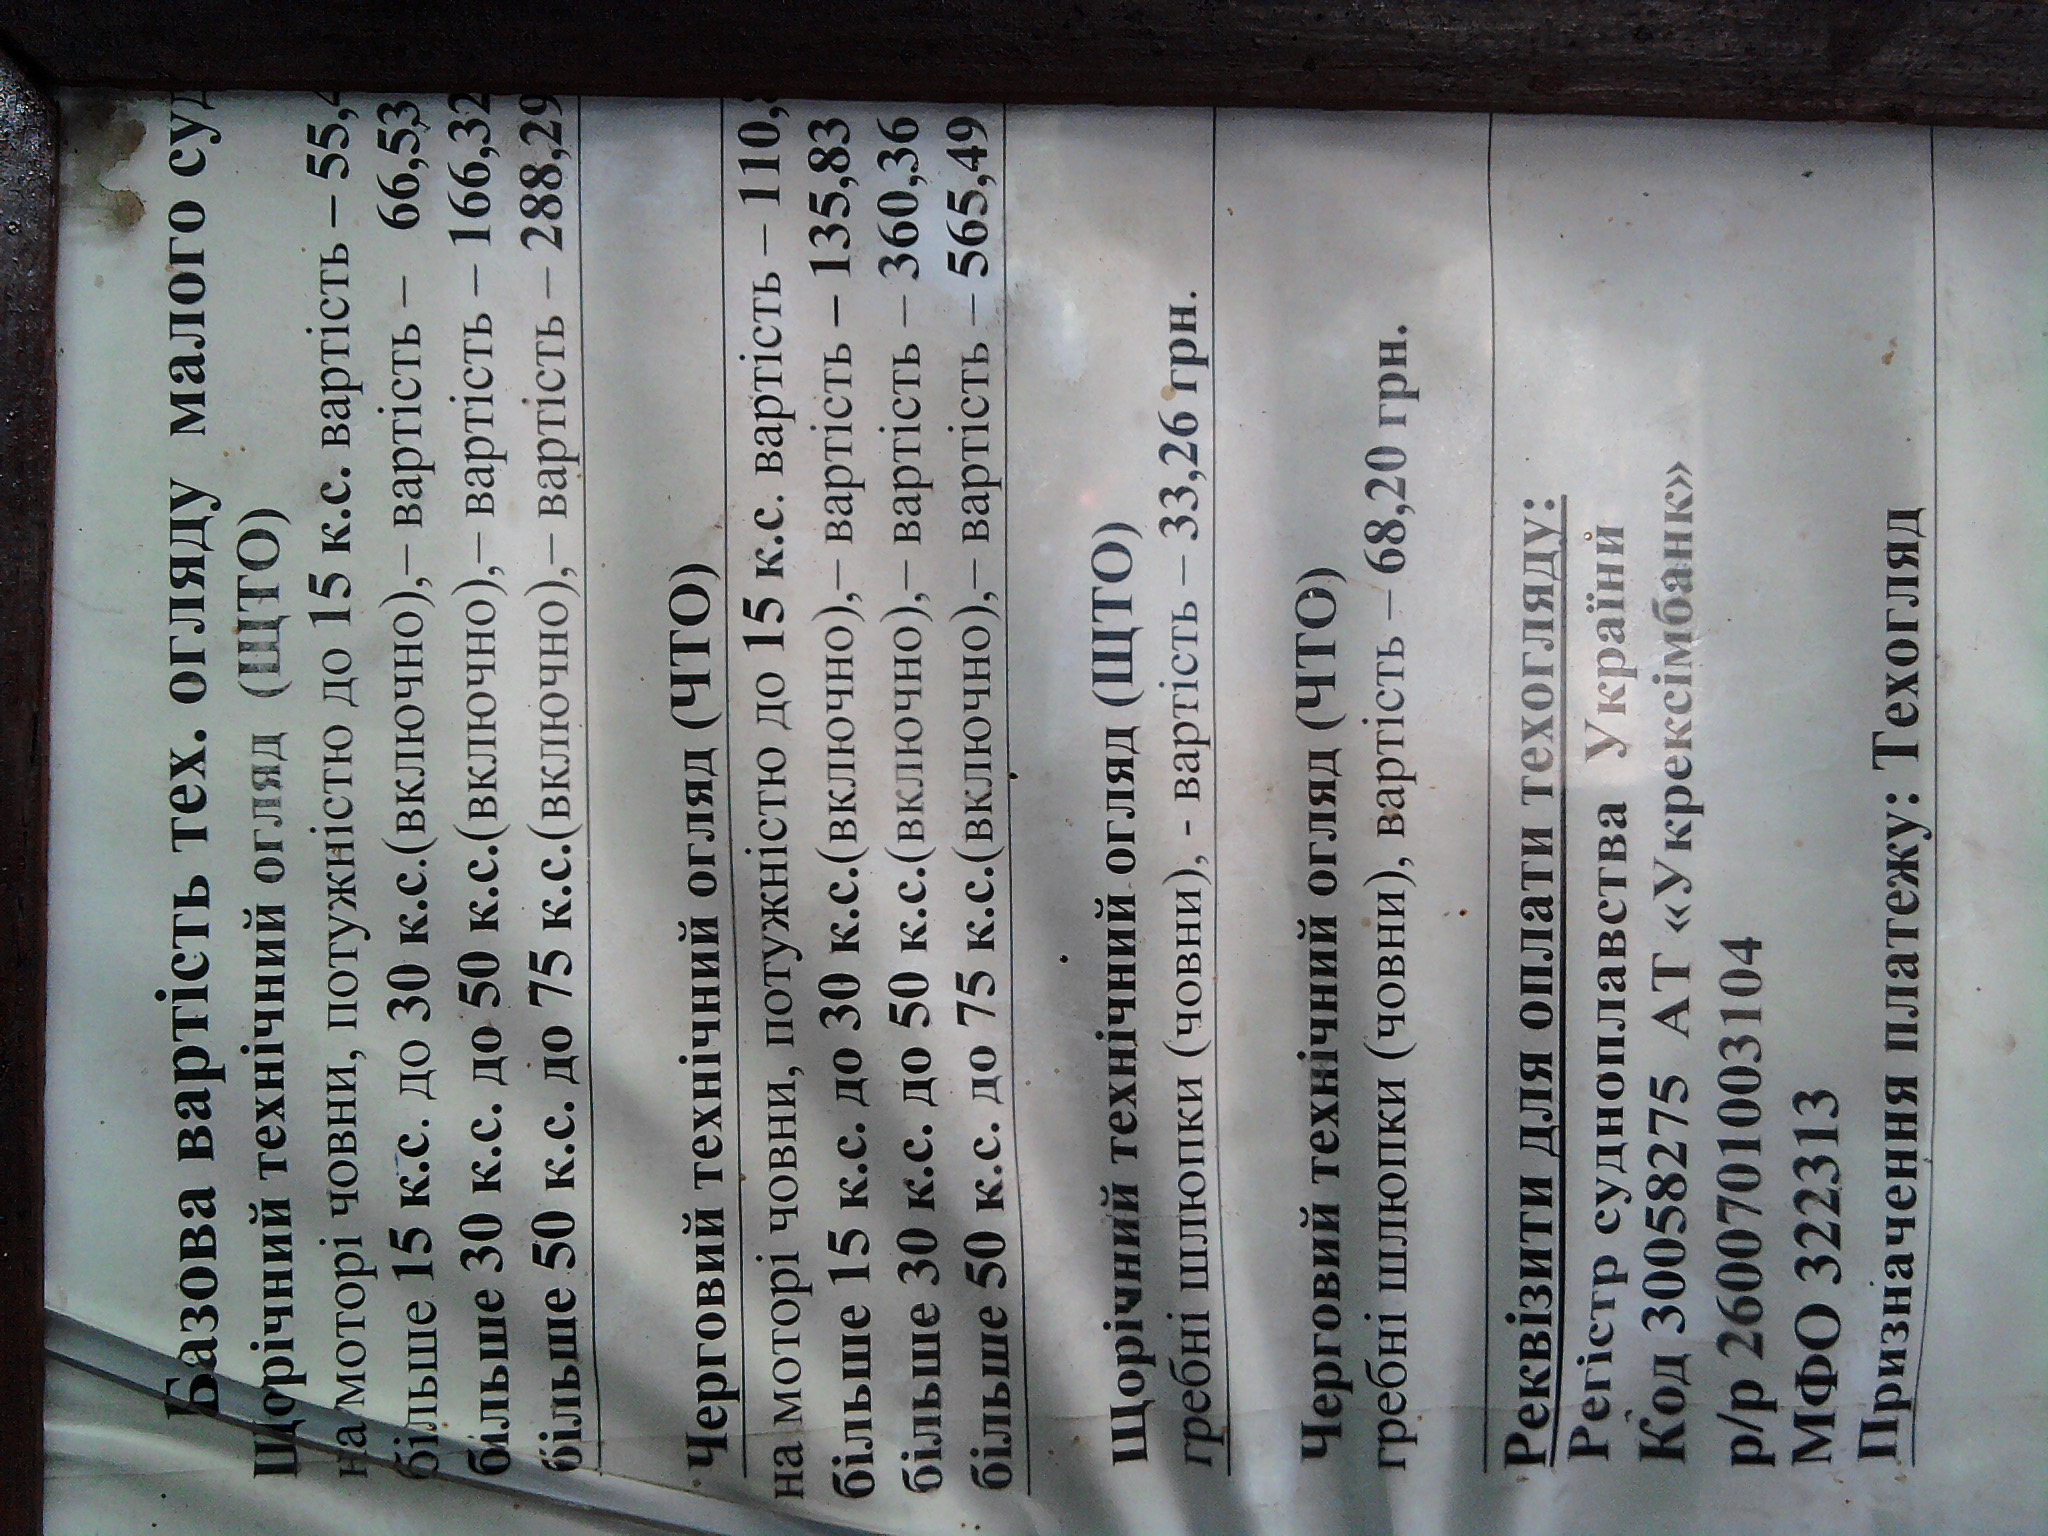 Базова вартість тех. огляду малого суд
Щорічний технічний огляд (ЩТО)
на моторі човни, потужністю до 15 к.с. вартість – 55,
більше 15 к.с. до 30 к.с.(включно),– вартість – 66,53
більше 30 к.с. до 50 к.с.(включно),– вартість – 166,32
більше 50 к.с. до 75 к.с.(включно),– вартість – 288,29
Черговий технічний огляд (ЧТО)
на моторі човни, потужністю до 15 к.с. вартість – 110,
більше 15 к.с. до 30 к.с.(включно),– вартість – 135,83
більше 30 к.с. до 50 к.с.(включно),– вартість – 360,36
більше 50 к.с. до 75 к.с.(включно),– вартість – 565,49
Щорічний технічний огляд (ЩТО)
гребні шлюпки (човни), - вартість – 33,26 грн.
Черговий технічний огляд (ЧТО)
гребні шлюпки (човни), вартість – 68,20 грн.
Реквізити для оплати техогляду:
Регістр судноплавства України
Код 30058275 АТ «Укрексімбанк»
р/р 26007010031104
МФО 322313
Призначення платежу: Техогляд